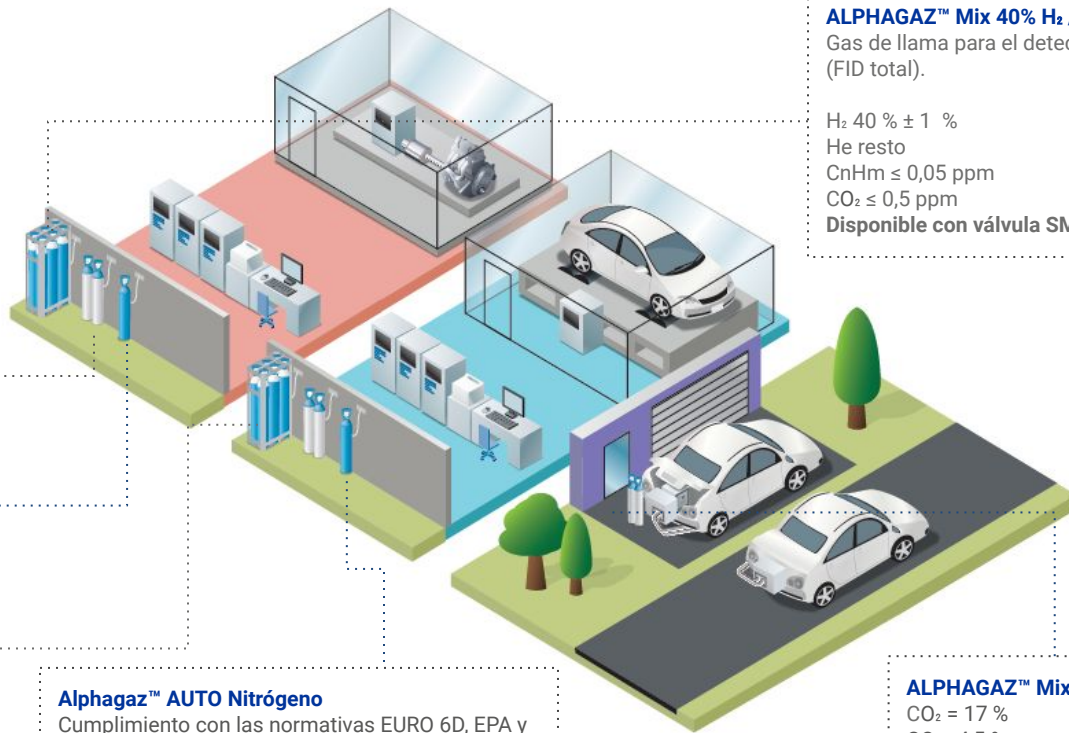 ALPHAGAZ™ Mix 40% H₂
Gas de llama para el
(FID total).
H₂ 40 % ± 1 %
He resto
CnHm ≤ 0,05 ppm
CO₂ ≤ 0,5 ppm
Disponible con válvula
Alphagaz™ AUTO Nitrógeno
Cumplimiento con las normativas EURO 6D, EPA y
ALPHAGAZ™ Mix
CO₂ = 17 %